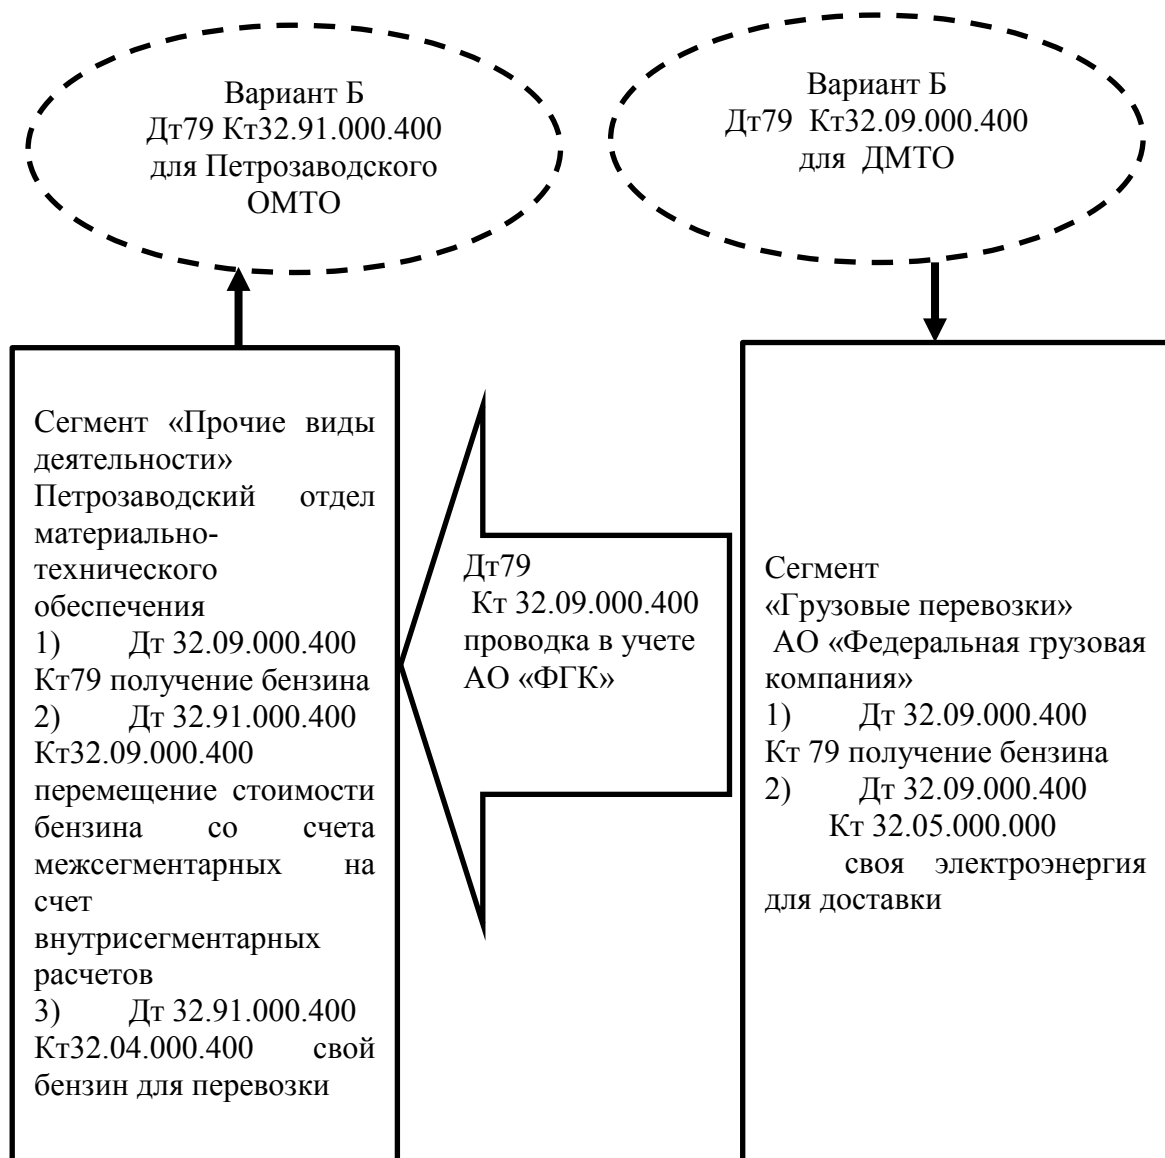 Вариант Б
Дт79 Кт32.91.000.400
для Петрозаводского
ОМТО
Вариант Б
Дт79 Кт32.09.000.400
для ДМТО
Сегмент «Прочие виды
деятельности»
Петрозаводский отдел
материально-
технического
обеспечения
1) Дт 32.09.000.400
Кт79 получение бензина
2) Дт 32.91.000.400
Кт32.09.000.400
перемещение стоимости
бензина со счета
межсегментарных на
счет
внутрисегментарных
расчетов
3) Дт 32.91.000.400
Кт32.04.000.400 свой
бензин для перевозки
Дт79
Кт 32.09.000.400
проводка в учете
АО «ФГК»
Сегмент
«Грузовые перевозки»
АО «Федеральная грузовая
компания»
1) Дт 32.09.000.400
Кт 79 получение бензина
2) Дт 32.09.000.400
Кт 32.05.000.000
своя электроэнергия
для доставки